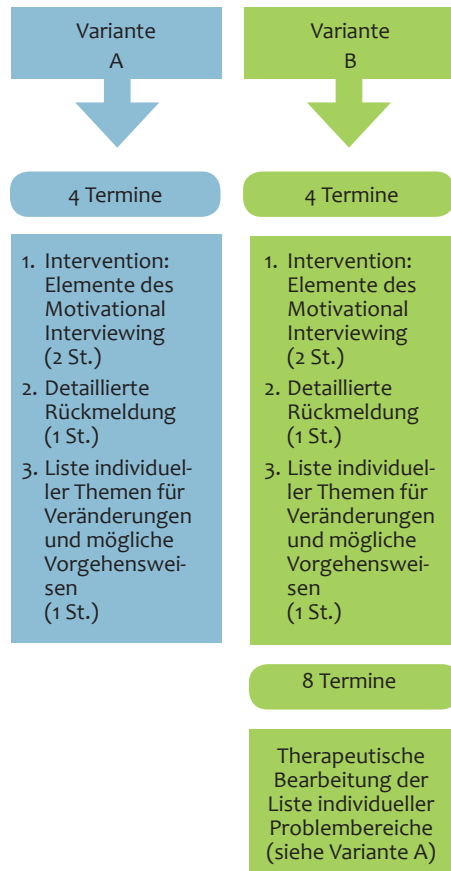 Variante
A
4 Termine
1. Intervention:
Elemente des
Motivational
Interviewing
(2 St.)
2. Detaillierte
Rückmeldung
(1 St.)
3. Liste individuel-
ler Themen für
Veränderungen
und mögliche
Vorgehenswei-
sen
(1 St.)
Variante
B
4 Termine
1. Intervention:
Elemente des
Motivational
Interviewing
(2 St.)
2. Detaillierte
Rückmeldung
(1 St.)
3. Liste individuel-
ler Themen für
Veränderungen
und mögliche
Vorgehenswei-
sen
(1 St.)
8 Termine
Therapeutische
Bearbeitung der
Liste individueller
Problembereiche
(siehe Variante A)